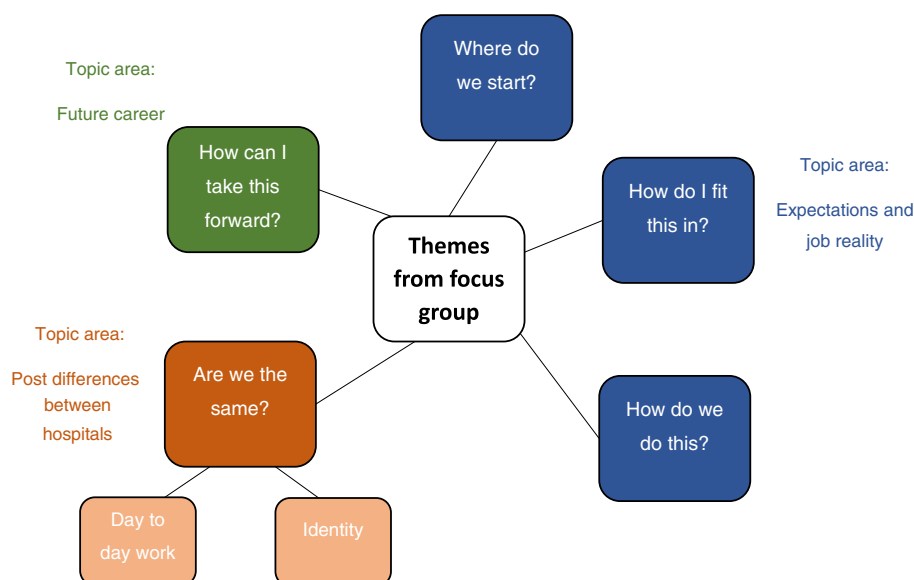 Where do
we start?
Topic area:
Future career
How can I
take this
forward?
How do I fit
this in?
Topic area:
Expectations and
job reality
Themes
from focus
group
Topic area:
Post differences
between
hospitals
Are we the
same?
How do we
do this?
Day to
day work
Identity